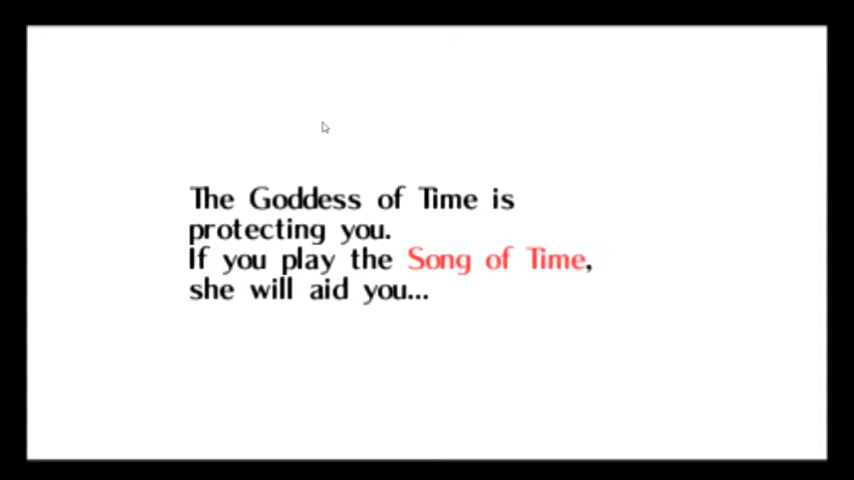 The Goddess of Time is
protecting you.
If you play the Song of Time,
she will aid you...